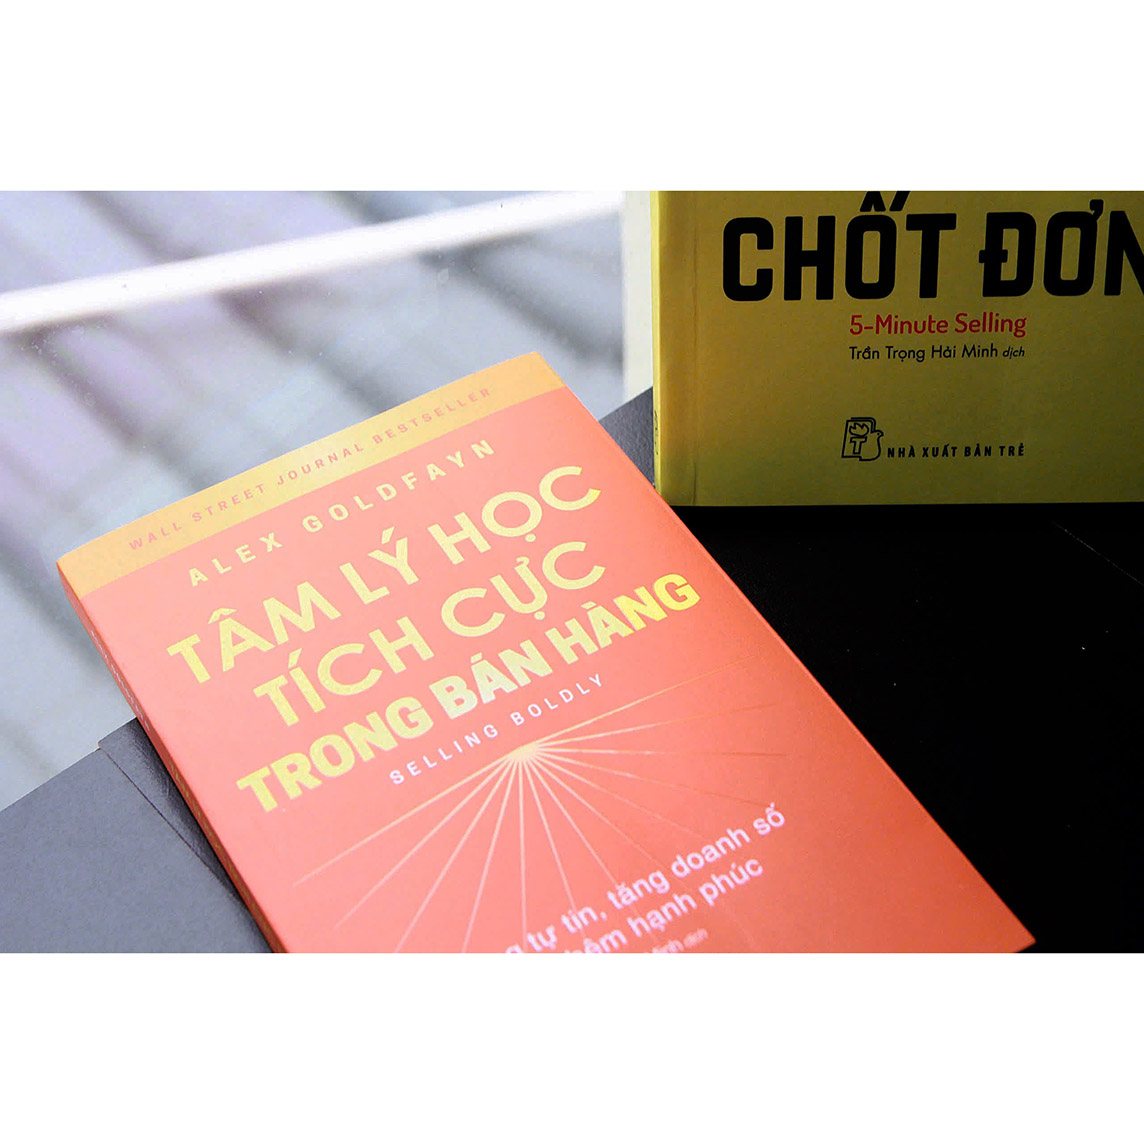 WALL STREET JOURNAL BESTSELLER
ALEX GOLDFAYN
TÂM LÝ HỌC
TÍCH CỰC
TRONG BÁN HÀNG
SELLING BOLDLY
tự tin, tăng doanh số
hạnh phúc
dịch
CHỐT ĐƠN
5-Minute Selling
Trần Trọng Hải Minh dịch
NHÀ XUẤT BẢN TRẺ